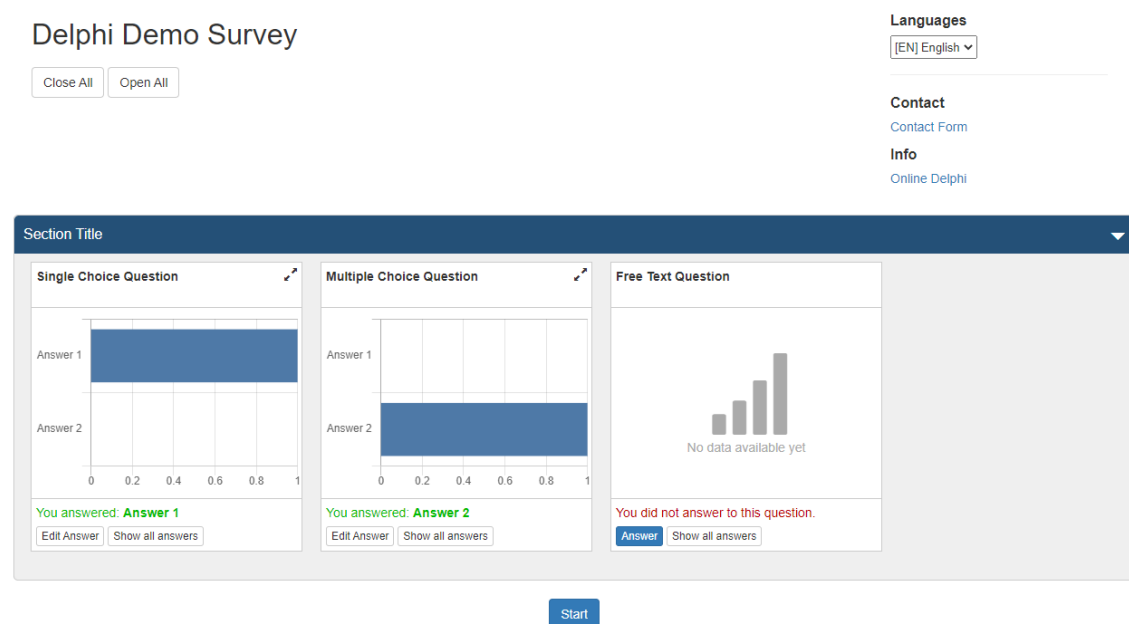 Delphi Demo Survey
Close All Open All
Languages
[EN] English
Contact
Contact Form
Info
Online Delphi
Section Title
Single Choice Question
Answer 1
Answer 2
0 0.2 0.4 0.6 0.8 1
You answered: Answer 1
Edit Answer Show all answers
Multiple Choice Question
Answer 1
Answer 2
0 0.2 0.4 0.6 0.8 1
You answered: Answer 2
Edit Answer Show all answers
Free Text Question
No data available yet
You did not answer to this question.
Answer Show all answers
Start